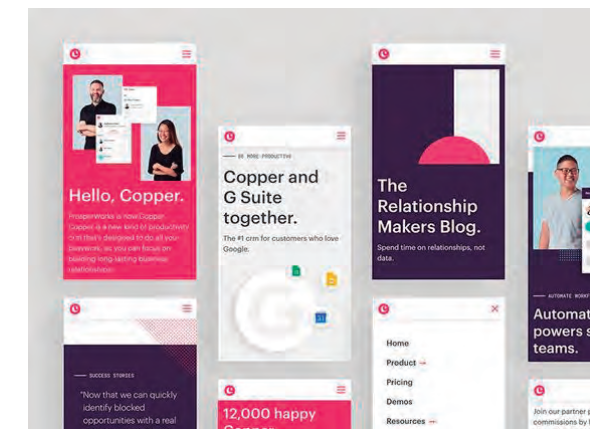 Hello, Copper.
Prosperworks is now Copper.
Copper is a new kind of productivity
crm that's designed to do all your
busywork, so you can focus on
building long-lasting business
relationships.
SUCCESS STORIES
"Now that we can quickly
identify blocked
opportunities with a real
BE MORE PRODUCTIVE
Copper and
G Suite
together.
The #1 crm for customers who love
Google.
G
12,000 happy
The
Relationship
Makers Blog.
Spend time on relationships, not
data.
Home
Product
Pricing
Demos
Resources
AUTOMATE
Automat
powers s
teams.
Join our partner p
commissions by